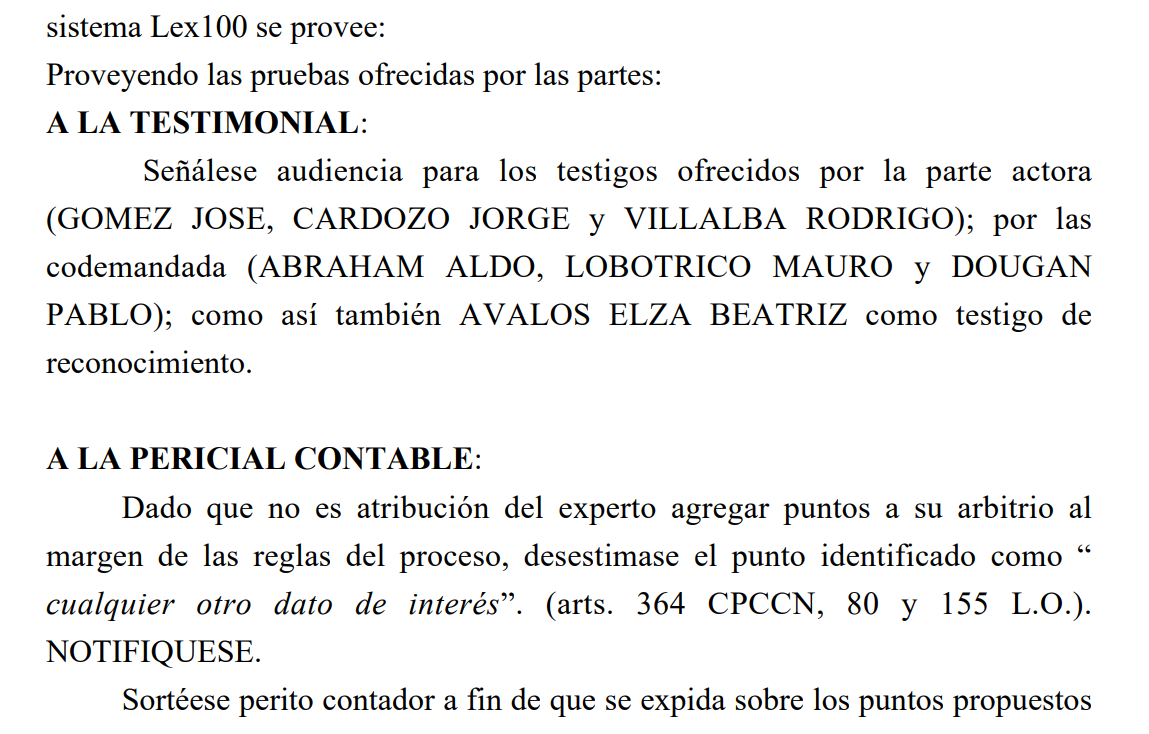 sistema Lex100 se provee:
Proveyendo las pruebas ofrecidas por las partes:
A LA TESTIMONIAL:
Señálese audiencia para los testigos ofrecidos por la parte actora
(GOMEZ JOSE, CARDOZO JORGE y VILLALBA RODRIGO); por las
codemandada (ABRAHAM ALDO, LOBOTRICO MAURO y DOUGAN
PABLO); como así también AVALOS ELZA BEATRIZ como testigo de
reconocimiento.
A LA PERICIAL CONTABLE:
Dado que no es atribución del experto agregar puntos a su arbitrio al
margen de las reglas del proceso, desestimase el punto identificado como “
cualquier otro dato de interés”. (arts. 364 CPCCN, 80 y 155 L.O.).
NOTIFIQUESE.
Sortéese perito contador a fin de que se expida sobre los puntos propuestos